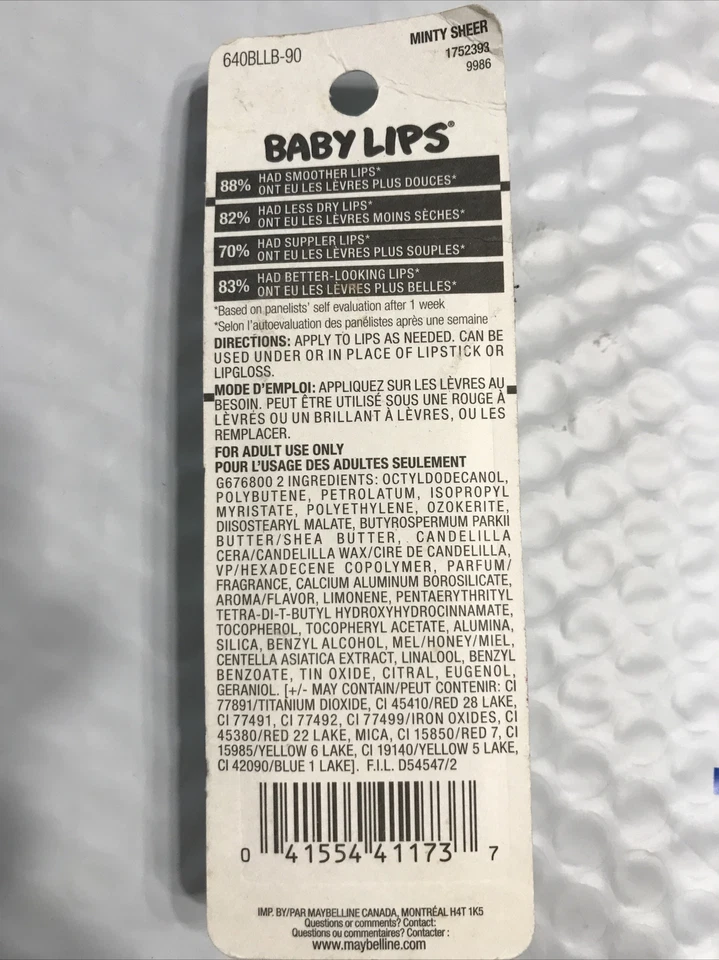 640BLLB-90
MINTY SHEER
1752393
9986
BABY LIPS®
88% HAD SMOOTHER LIPS*
ONT EU LES LÈVRES PLUS DOUCES*
82% HAD LESS DRY LIPS*
ONT EU LES LÈVRES MOINS SÈCHES*
70% HAD SUPPLER LIPS*
ONT EU LES LÈVRES PLUS SOUPLES*
83% HAD BETTER-LOOKING LIPS*
ONT EU LES LÈVRES PLUS BELLES*
*Based on panelists' self evaluation after 1 week
*Selon l'autoevaluation des panélistes après une semaine
DIRECTIONS: APPLY TO LIPS AS NEEDED. CAN BE
USED UNDER OR IN PLACE OF LIPSTICK OR
LIPGLOSS.
MODE D'EMPLOI: APPLIQUEZ SUR LES LÈVRES AU
BESOIN. PEUT ÊTRE UTILISÉ SOUS UNE ROUGE À
LÈVRES OU UN BRILLANT À LÈVRES, OU LES
REMPLACER.
FOR ADULT USE ONLY
POUR L'USAGE DES ADULTES SEULEMENT
G676800 2 INGREDIENTS: OCTYLDODECANOL,
POLYBUTENE, PETROLATUM, ISOPROPYL
MYRISTATE, POLYETHYLENE, OZOKERITE,
DIISOSTEARYL MALATE, BUTYROSPERMUM PARKII
BUTTER/SHEA BUTTER, CANDELILLA
CERA/CANDELILLA WAX/CIRE DE CANDELILLA,
VP/HEXADECENE COPOLYMER, PARFUM/
FRAGRANCE, CALCIUM ALUMINUM BOROSILICATE,
AROMA/FLAVOR, LIMONENE, PENTAERYTHRITYL
TETRA-DI-T-BUTYL HYDROXYHYDROCINNAMATE,
TOCOPHEROL, TOCOPHERYL ACETATE, ALUMINA,
SILICA, BENZYL ALCOHOL, MEL/HONEY/MIEL,
CENTELLA ASIATICA EXTRACT, LINALOOL, BENZYL
BENZOATE, TIN OXIDE, CITRAL, EUGENOL,
GERANIOL. [+/- MAY CONTAIN/PEUT CONTENIR: CI
77891/TITANIUM DIOXIDE, CI 45410/RED 28 LAKE,
CI 77491, CI 77492, CI 77499/IRON OXIDES, CI
45380/RED 22 LAKE, MICA, CI 15850/RED 7, CI
15985/YELLOW 6 LAKE, CI 19140/YELLOW 5 LAKE,
CI 42090/BLUE 1 LAKE]. F.I.L. D54547/2
0 41554 41173 7
IMP. BY/PAR MAYBELLINE CANADA, MONTRÉAL H4T 1K5
Questions or comments? Contact:
Questions ou commentaires? Contacter :
www.maybelline.com